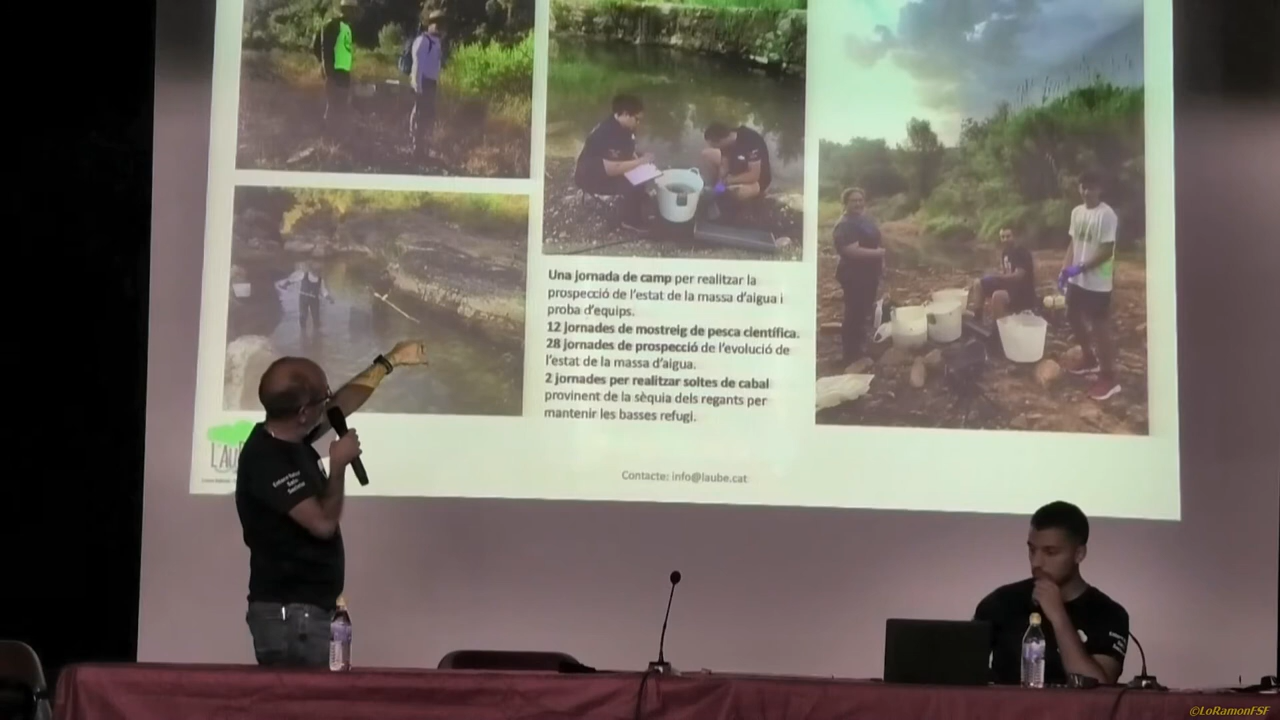 Una jornada de camp per realitzar la
prospecció de l'estat de la massa d'aigua i
proba d'equips.
12 jornades de mostreig de pesca científica.
28 jornades de prospecció de l'evolució de
l'estat de la massa d'aigua.
2 jornades per realitzar soltes de cabal
provinent de la sèquia dels regants per
mantenir les basses refugi.
Contacte: info@laube.cat
©LoRamonFSF